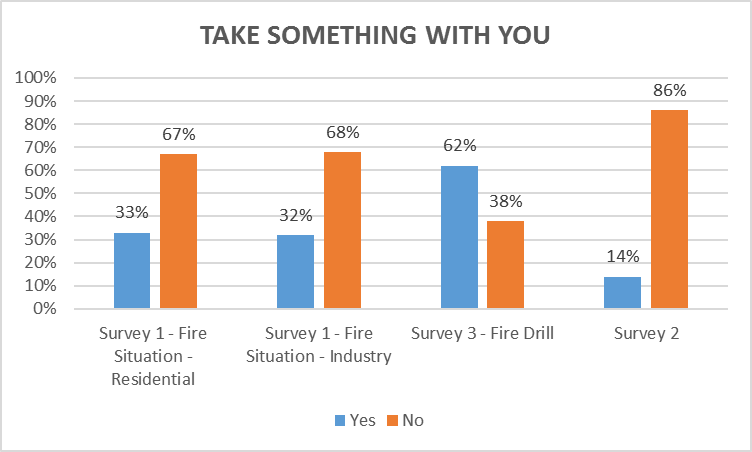 TAKE SOMETHING WITH YOU
100%
90%
80%
70%
60%
50%
40%
30%
20%
10%
0%
33%
67%
32%
68%
62%
38%
14%
86%
Survey 1 - Fire
Situation -
Residential
Survey 1 - Fire
Situation - Industry
Survey 3 - Fire Drill
Survey 2
Yes
No